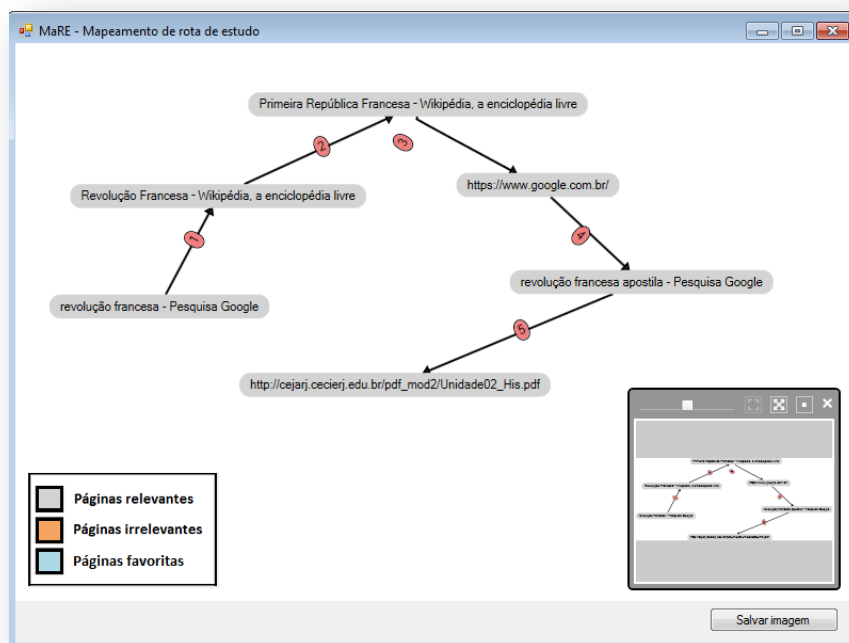 MaRE - Mapeamento de rota de estudo
Primeira República Francesa - Wikipédia, a enciclopédia livre
2
3
Revolução Francesa - Wikipédia, a enciclopédia livre
https://www.google.com.br/
1
4
revolução francesa - Pesquisa Google
revolução francesa apostila - Pesquisa Google
5
http://cejarj.cecierj.edu.br/pdf_mod2/Unidade02_His.pdf
Páginas relevantes
Páginas irrelevantes
Páginas favoritas
Salvar imagem